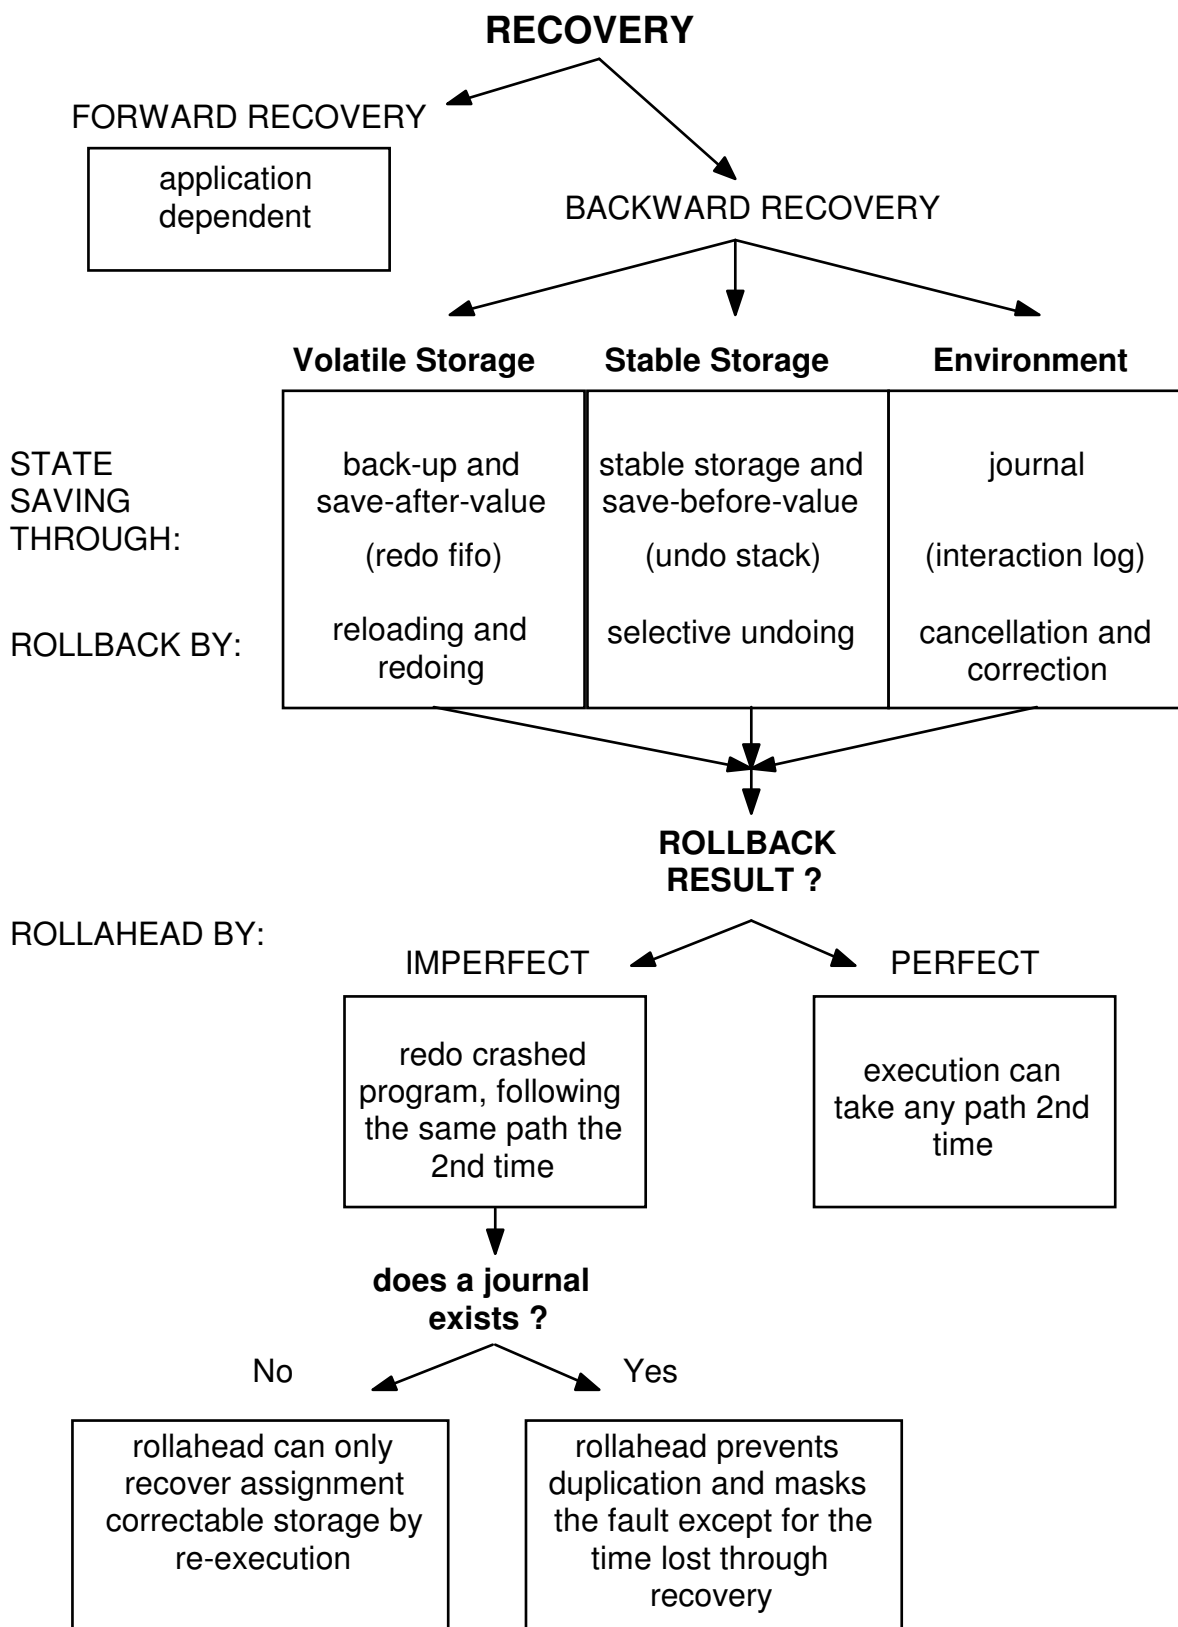 RECOVERY
FORWARD RECOVERY
application
dependent
BACKWARD RECOVERY
Volatile Storage
Stable Storage
Environment
STATE
SAVING
THROUGH:
back-up and
save-after-value
(redo fifo)
stable storage and
save-before-value
(undo stack)
journal
(interaction log)
ROLLBACK BY:
reloading and
redoing
selective undoing
cancellation and
correction
ROLLBACK
RESULT ?
ROLLAHEAD BY:
IMPERFECT
PERFECT
redo crashed
program, following
the same path the
2nd time
execution can
take any path 2nd
time
does a journal
exists ?
No
Yes
rollahead can only
recover assignment
correctable storage by
re-execution
rollahead prevents
duplication and masks
the fault except for the
time lost through
recovery